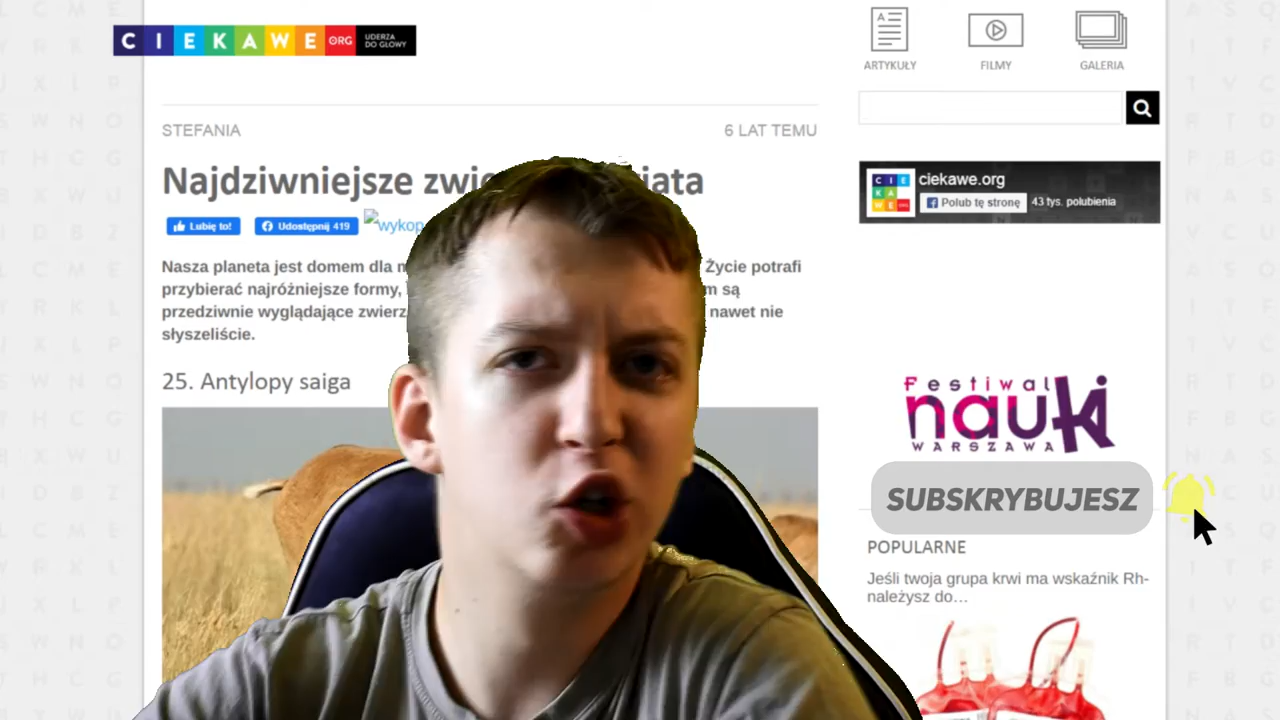 CIEKAWE ORG UDERZA
DO GŁOWY
ARTYKUŁY FILMY GALERIA
STEFANIA 6 LAT TEMU
Najdziwniejsze
Lubię to! Udostępnij 419 wykop
Nasza planeta jest domem dla Życie potrafi
przybierać najróżniejsze formy, są
przedziwnie wyglądające nawet nie
słyszeliście.
25. Antylopy saiga
CIEKAWE ORG
ciekawe.org
Polub tę stronę 43 tys. polubienia
Festiwal
nauki
WARSZAWA
SUBSKRYBUJESZ
POPULARNE
Jeśli twoja grupa krwi ma wskaźnik Rh-
należysz do…